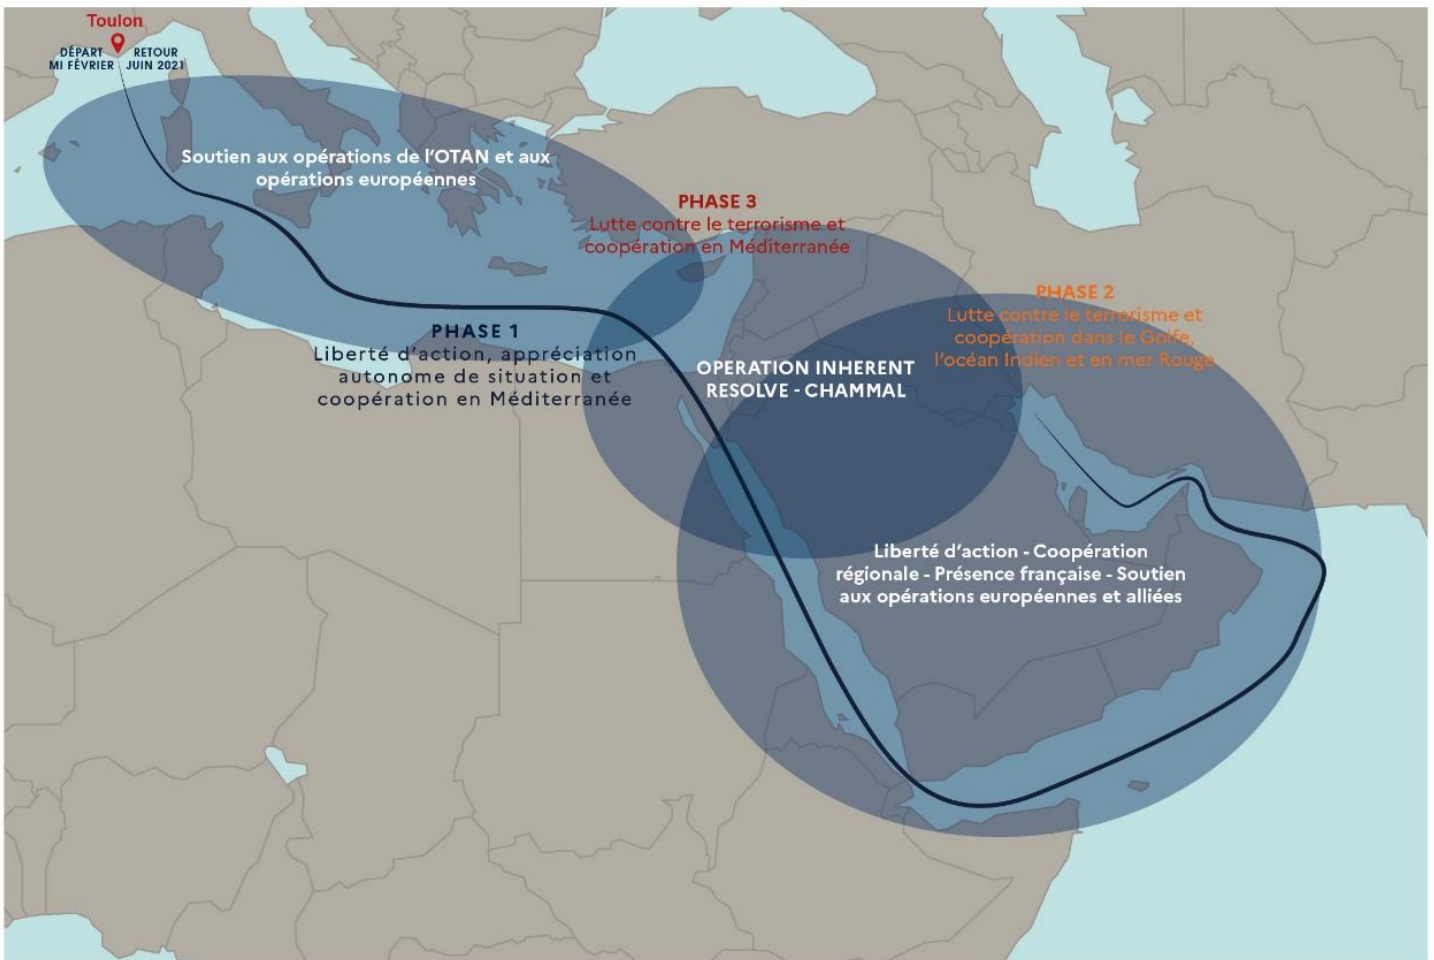 Toulon
DÉPART
MI FÉVRIER
RETOUR
JUIN 2021
Soutien aux opérations de l'OTAN et aux
opérations européennes
PHASE 3
Lutte contre le terrorisme et
coopération en Méditerranée
PHASE 2
Lutte contre le terrorisme et
coopération dans le Golfe,
l'océan Indien et en mer Rouge
PHASE 1
Liberté d'action, appréciation
autonome de situation et
coopération en Méditerranée
OPERATION INHERENT
RESOLVE - CHAMMAL
Liberté d'action - Coopération
régionale - Présence française - Soutien
aux opérations européennes et alliées